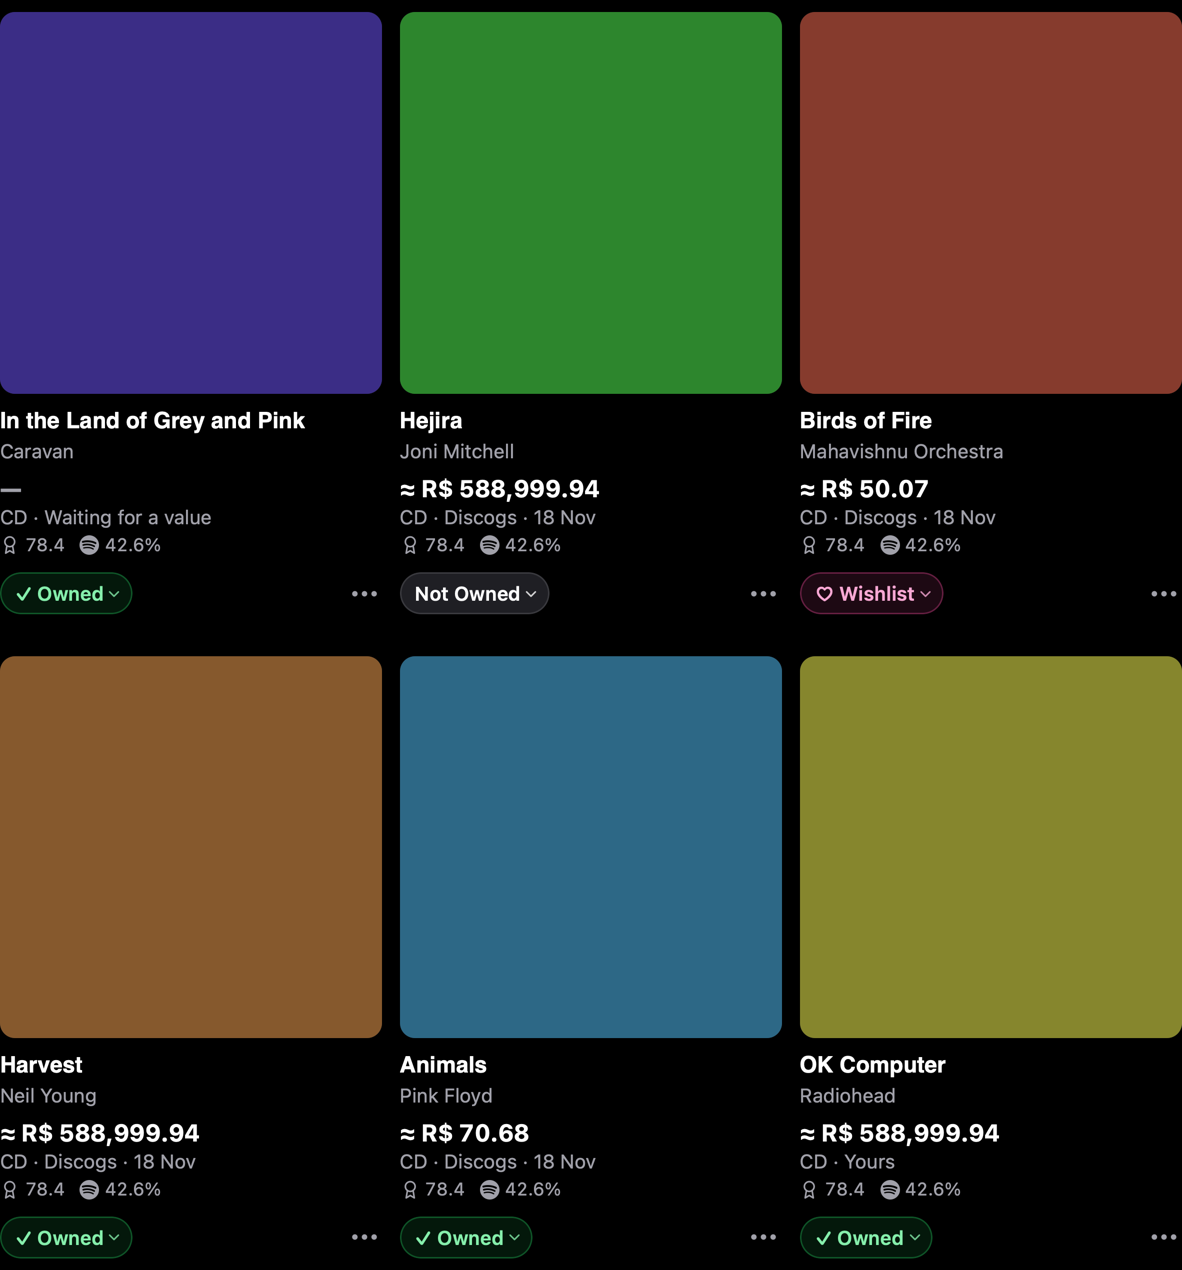 In the Land of Grey and Pink
Caravan
—
CD · Waiting for a value
78.4 42.6%
Owned
Hejira
Joni Mitchell
≈ R$ 588,999.94
CD · Discogs · 18 Nov
78.4 42.6%
Not Owned
Birds of Fire
Mahavishnu Orchestra
≈ R$ 50.07
CD · Discogs · 18 Nov
78.4 42.6%
Wishlist
Harvest
Neil Young
≈ R$ 588,999.94
CD · Discogs · 18 Nov
78.4 42.6%
Owned
Animals
Pink Floyd
≈ R$ 70.68
CD · Discogs · 18 Nov
78.4 42.6%
Owned
OK Computer
Radiohead
≈ R$ 588,999.94
CD · Yours
78.4 42.6%
Owned